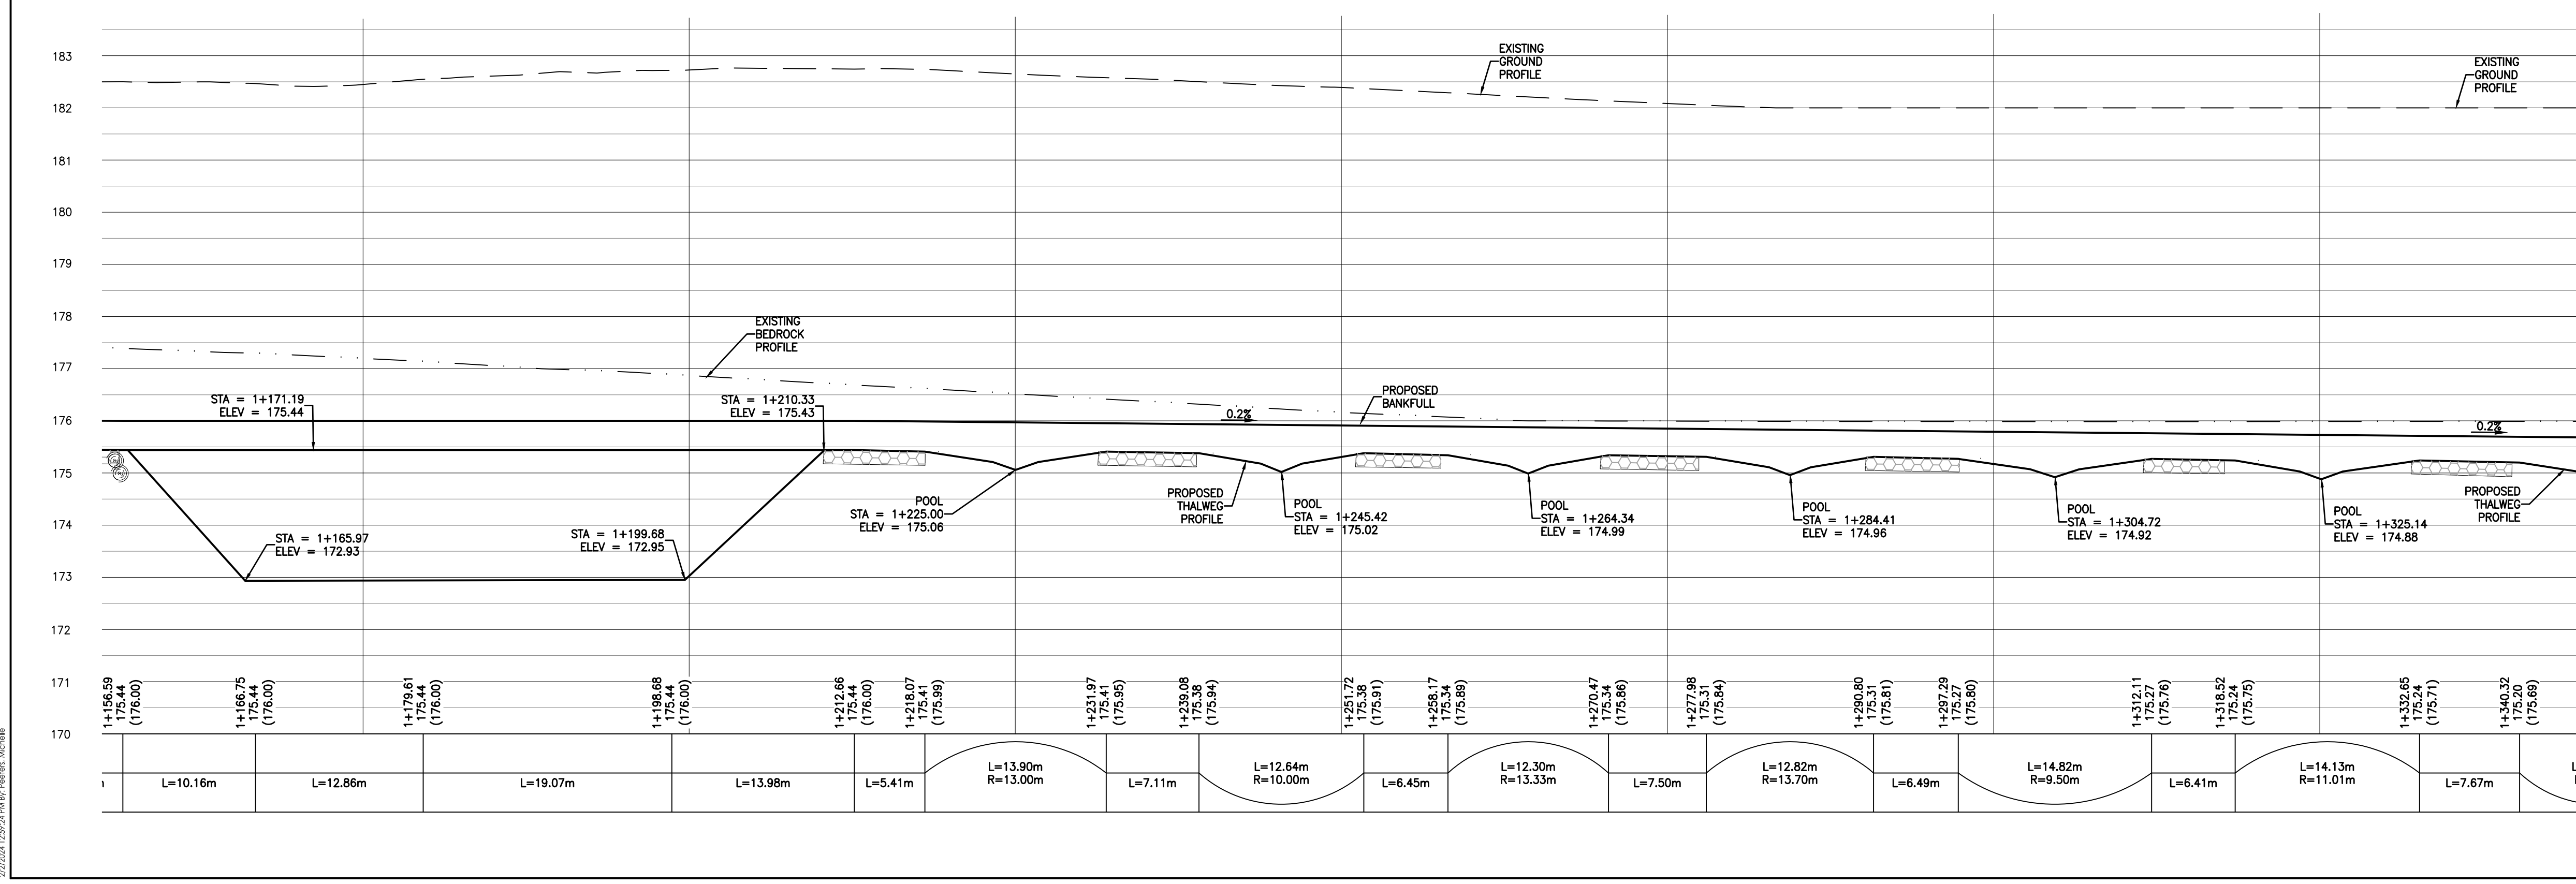 183
182
181
180
179
178
177
176
175
174
173
172
171
170
EXISTING
GROUND
PROFILE
EXISTING
GROUND
PROFILE
EXISTING
BEDROCK
PROFILE
STA = 1+171.19
ELEV = 175.44
STA = 1+210.33
ELEV = 175.43
PROPOSED
BANKFULL
0.2%
0.2%
STA = 1+165.97
ELEV = 172.93
STA = 1+199.68
ELEV = 172.95
POOL
STA = 1+225.00
ELEV = 175.06
PROPOSED
THALWEG
PROFILE
POOL
STA = 1+245.42
ELEV = 175.02
POOL
STA = 1+264.34
ELEV = 174.99
POOL
STA = 1+284.41
ELEV = 174.96
POOL
STA = 1+304.72
ELEV = 174.92
POOL
STA = 1+325.14
ELEV = 174.88
PROPOSED
THALWEG
PROFILE
1+156.59
175.44
(176.00)
1+166.75
175.44
(176.00)
1+179.61
175.44
(176.00)
1+198.68
175.44
(176.00)
1+212.66
175.44
(176.00)
1+218.07
175.41
(175.99)
1+231.97
175.41
(175.95)
1+239.08
175.38
(175.94)
1+251.72
175.38
(175.91)
1+258.17
175.34
(175.89)
1+270.47
175.34
(175.86)
1+277.98
175.31
(175.84)
1+290.80
175.31
(175.81)
1+297.29
175.27
(175.80)
1+312.11
175.27
(175.76)
1+318.52
175.24
(175.75)
1+332.65
175.24
(175.71)
1+340.32
175.20
(175.69)
L=10.16m
L=12.86m
L=19.07m
L=13.98m
L=5.41m
L=13.90m
R=13.00m
L=7.11m
L=12.64m
R=10.00m
L=6.45m
L=12.30m
R=13.33m
L=7.50m
L=12.82m
R=13.70m
L=6.49m
L=14.82m
R=9.50m
L=6.41m
L=14.13m
R=11.01m
L=7.67m
2/2/2024 12:59:24 PM By: Peeters, Michelle